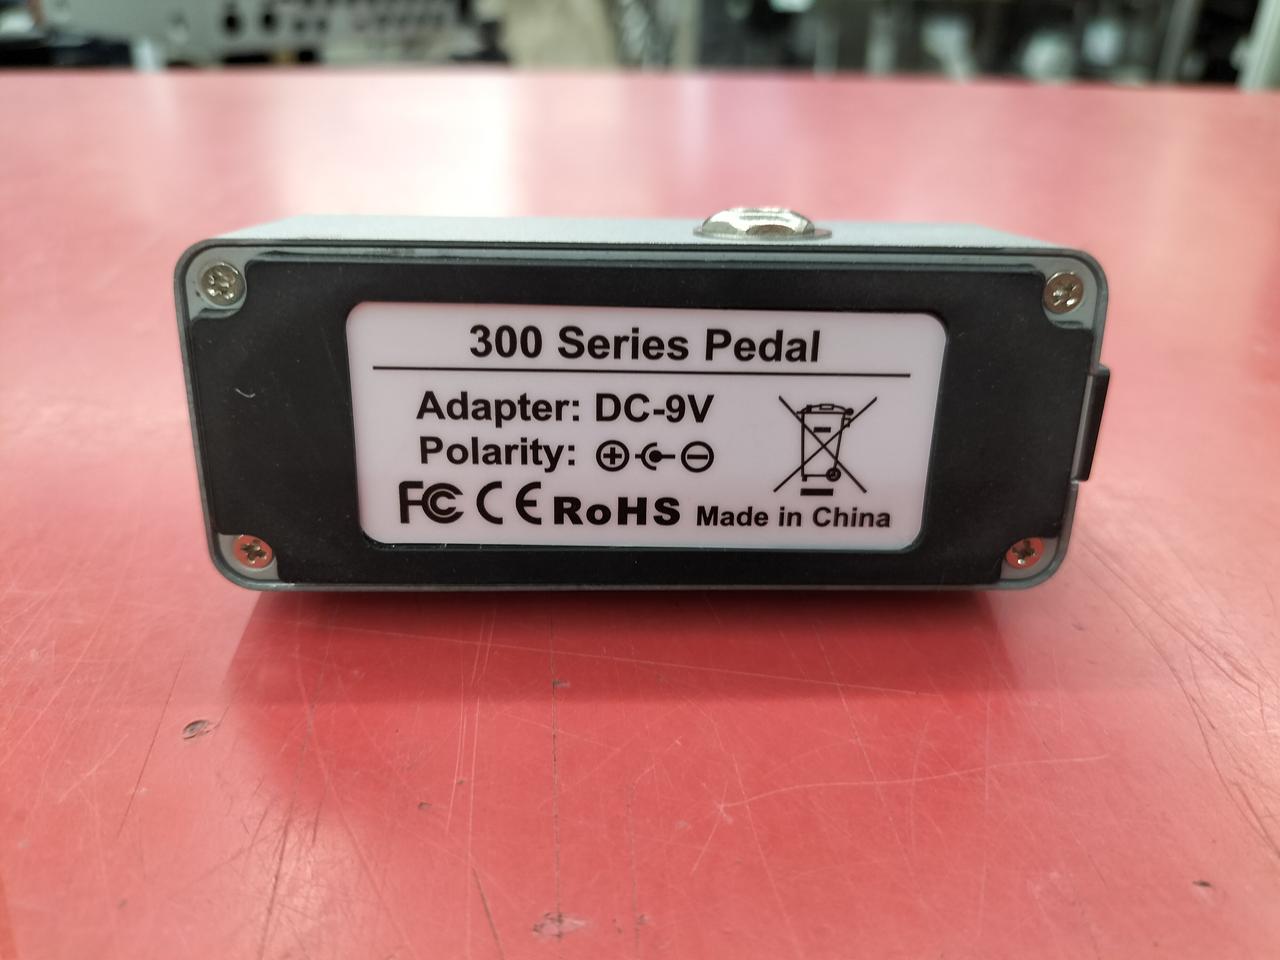 300 Series Pedal
Adapter: DC-9V
Polarity:
FC CE RoHS Made in China